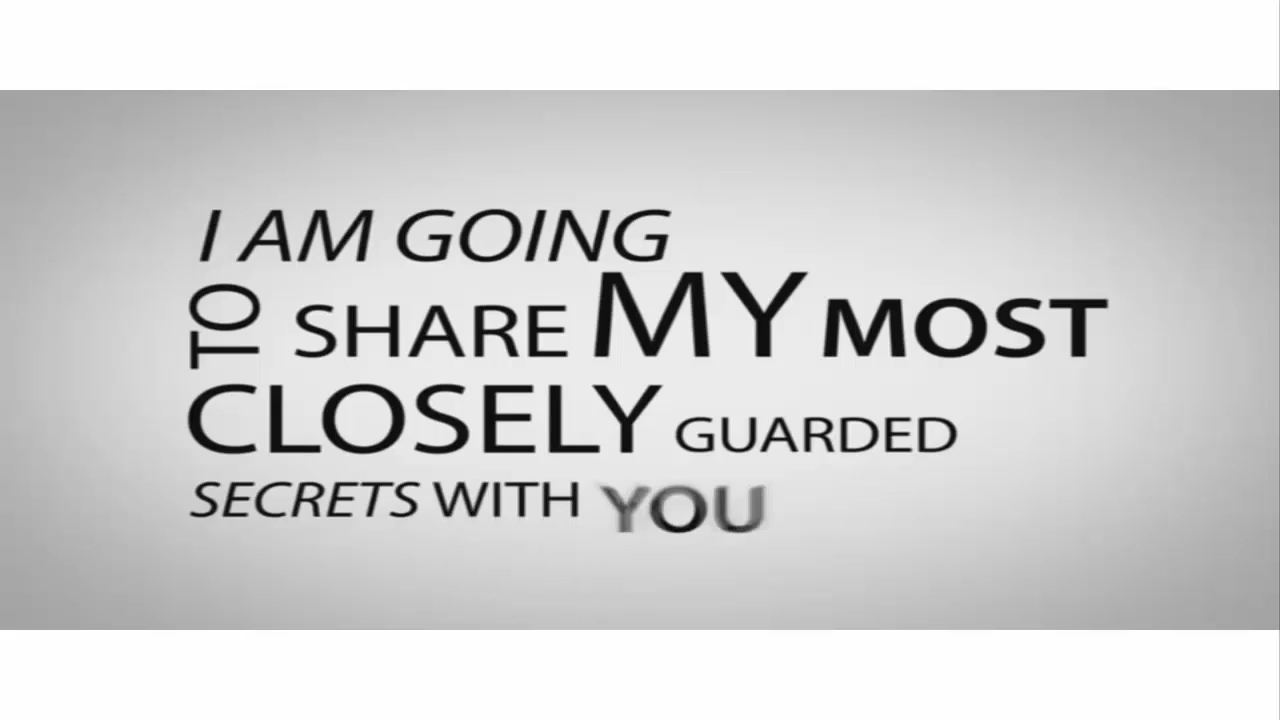 I AM GOING
TO SHARE MY MOST
CLOSELY GUARDED
SECRETS WITH YOU